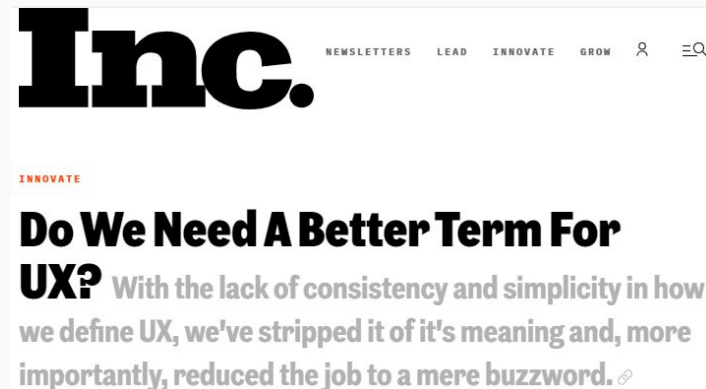 Inc.
NEWSLETTERS LEAD INNOVATE GROW
INNOVATE
Do We Need A Better Term For
UX? With the lack of consistency and simplicity in how
we define UX, we've stripped it of it's meaning and, more
importantly, reduced the job to a mere buzzword.